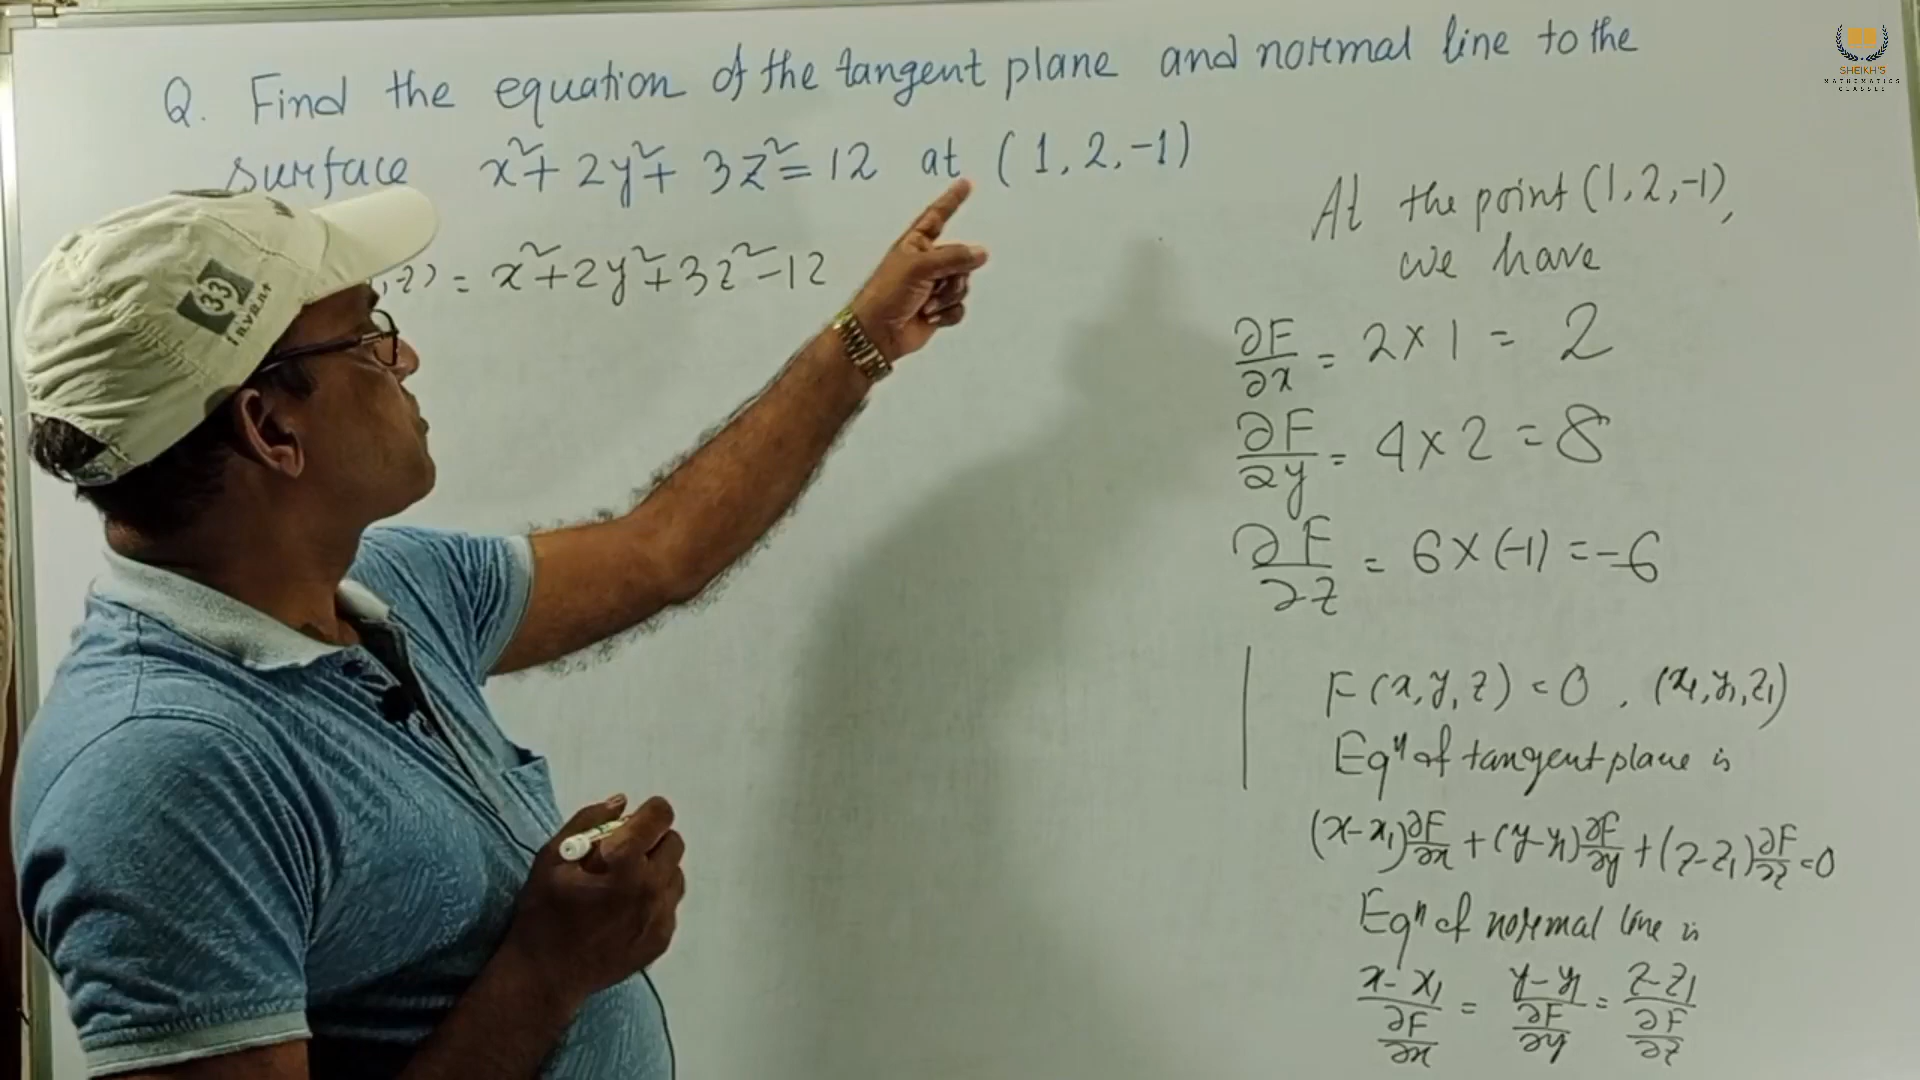 Q. Find the equation of the tangent plane and normal line to the
surface x²+ 2y²+ 3z²= 12 at (1, 2, -1)
,z) = x²+2y²+3z²-12
At the point (1,2,-1),
we have
∂F/∂x = 2×1 = 2
∂F/∂y = 4×2 = 8
∂F/∂z = 6×(-1) = -6
F(x,y,z) = 0, (x₁,y₁,z₁)
Eqⁿ of tangent plane is
(x-x₁)∂F/∂x + (y-y₁)∂F/∂y + (z-z₁)∂F/∂z = 0
Eqⁿ of normal line is
x-x₁/∂F/∂x = y-y₁/∂F/∂y = z-z₁/∂F/∂z
33
SHEIKH'S
MATHEMATICS